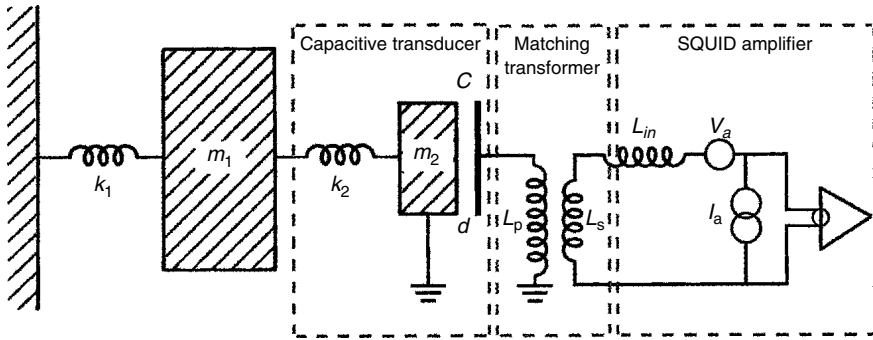 Capacitive transducer
Matching
transformer
SQUID amplifier
C
L_in
V_a
m_1
m_2
k_1
k_2
L_p
L_s
I_a
d